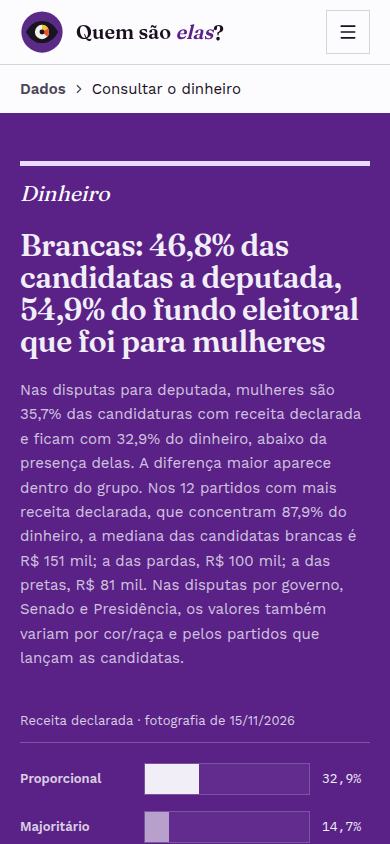 Quem são elas?
Dados > Consultar o dinheiro
Dinheiro
Brancas: 46,8% das
candidatas a deputada,
54,9% do fundo eleitoral
que foi para mulheres
Nas disputas para deputada, mulheres são
35,7% das candidaturas com receita declarada
e ficam com 32,9% do dinheiro, abaixo da
presença delas. A diferença maior aparece
dentro do grupo. Nos 12 partidos com mais
receita declarada, que concentram 87,9% do
dinheiro, a mediana das candidatas brancas é
R$ 151 mil; a das pardas, R$ 100 mil; a das
pretas, R$ 81 mil. Nas disputas por governo,
Senado e Presidência, os valores também
variam por cor/raça e pelos partidos que
lançam as candidatas.
Receita declarada · fotografia de 15/11/2026
Proporcional 32,9%
Majoritário 14,7%